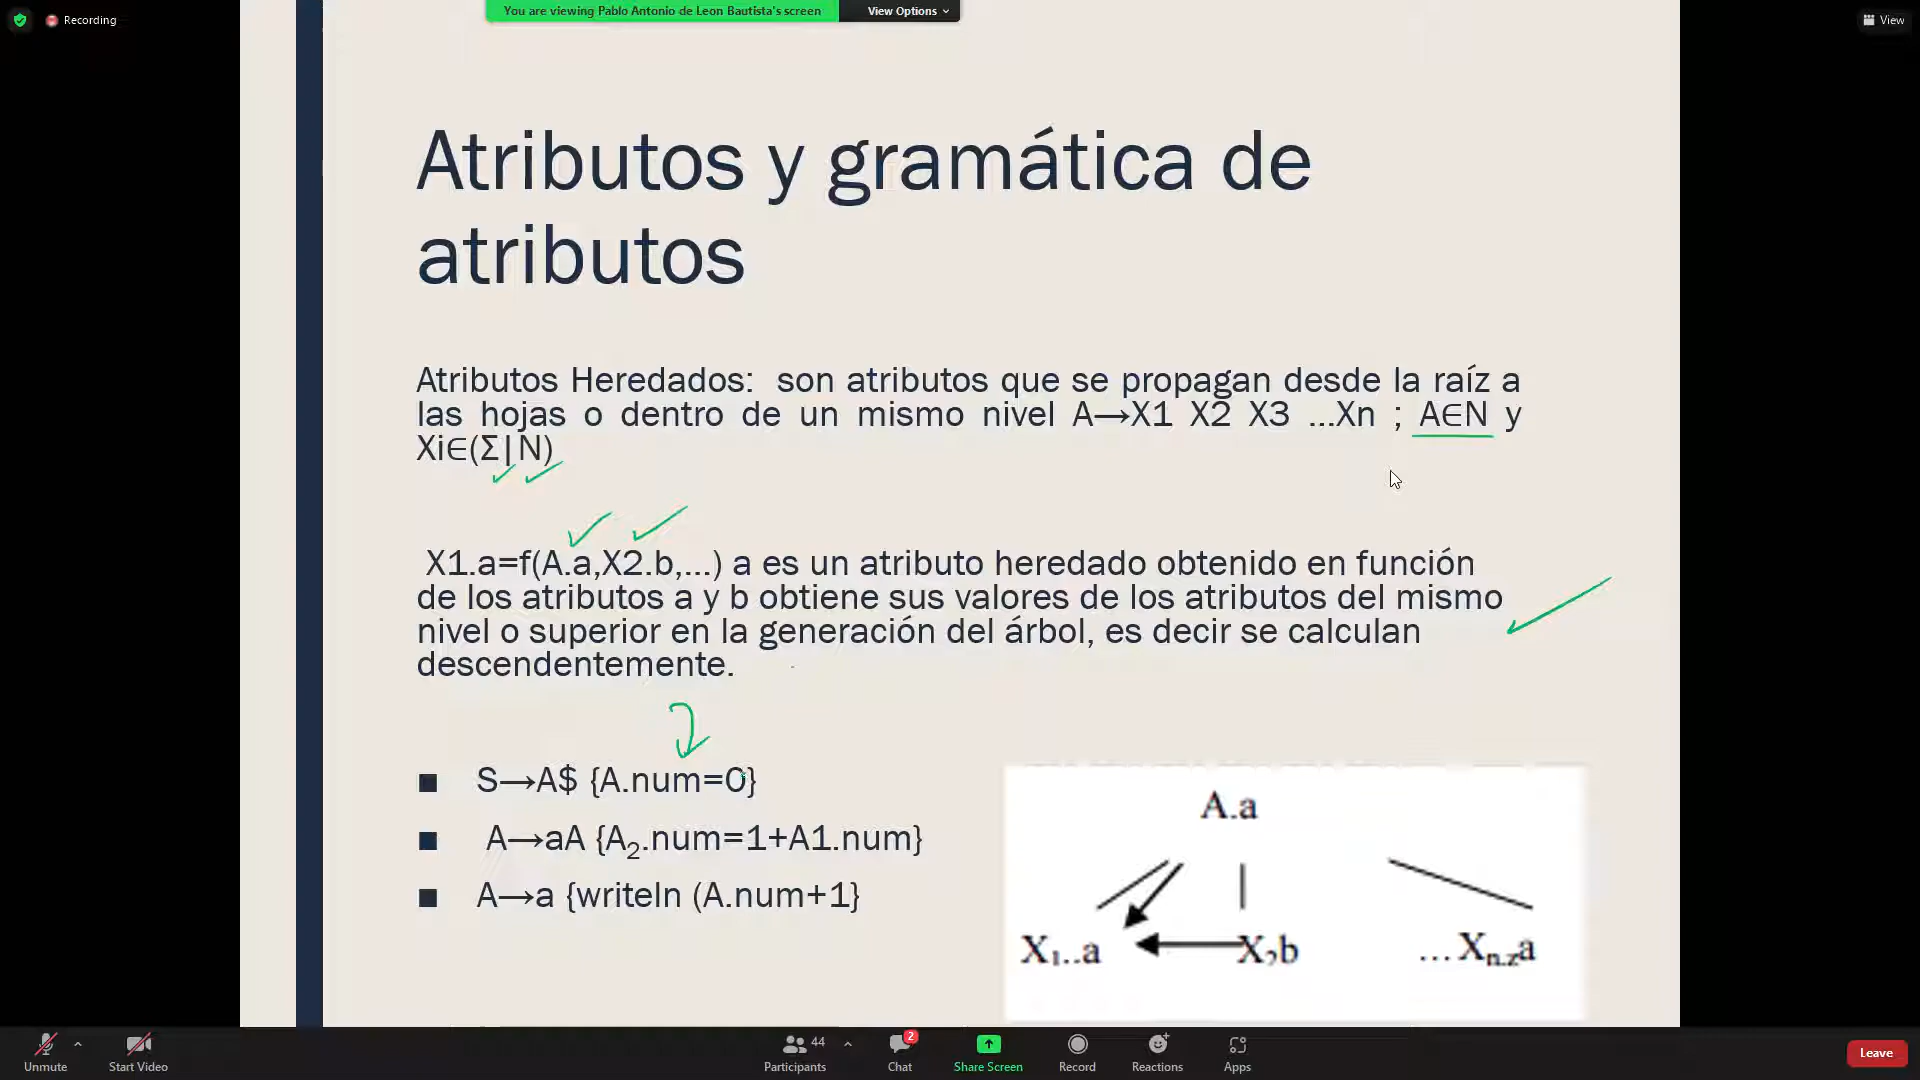 Recording
You are viewing Pablo Antonio de Leon Bautista's screen
View Options
View
Atributos y gramática de
atributos
Atributos Heredados: son atributos que se propagan desde la raíz a
las hojas o dentro de un mismo nivel A→X1 X2 X3 ...Xn ; A∈N y
Xi∈(Σ|N)
X1.a=f(A.a,X2.b,...) a es un atributo heredado obtenido en función
de los atributos a y b obtiene sus valores de los atributos del mismo
nivel o superior en la generación del árbol, es decir se calculan
descendentemente.
■ S→A$ {A.num=0}
■ A→aA {A₂.num=1+A1.num}
■ A→a {writeln (A.num+1}
A.a
X₁..a X₂b ...Xn.za
44
2
Unmute
Start Video
Participants
Chat
Share Screen
Record
Reactions
Apps
Leave